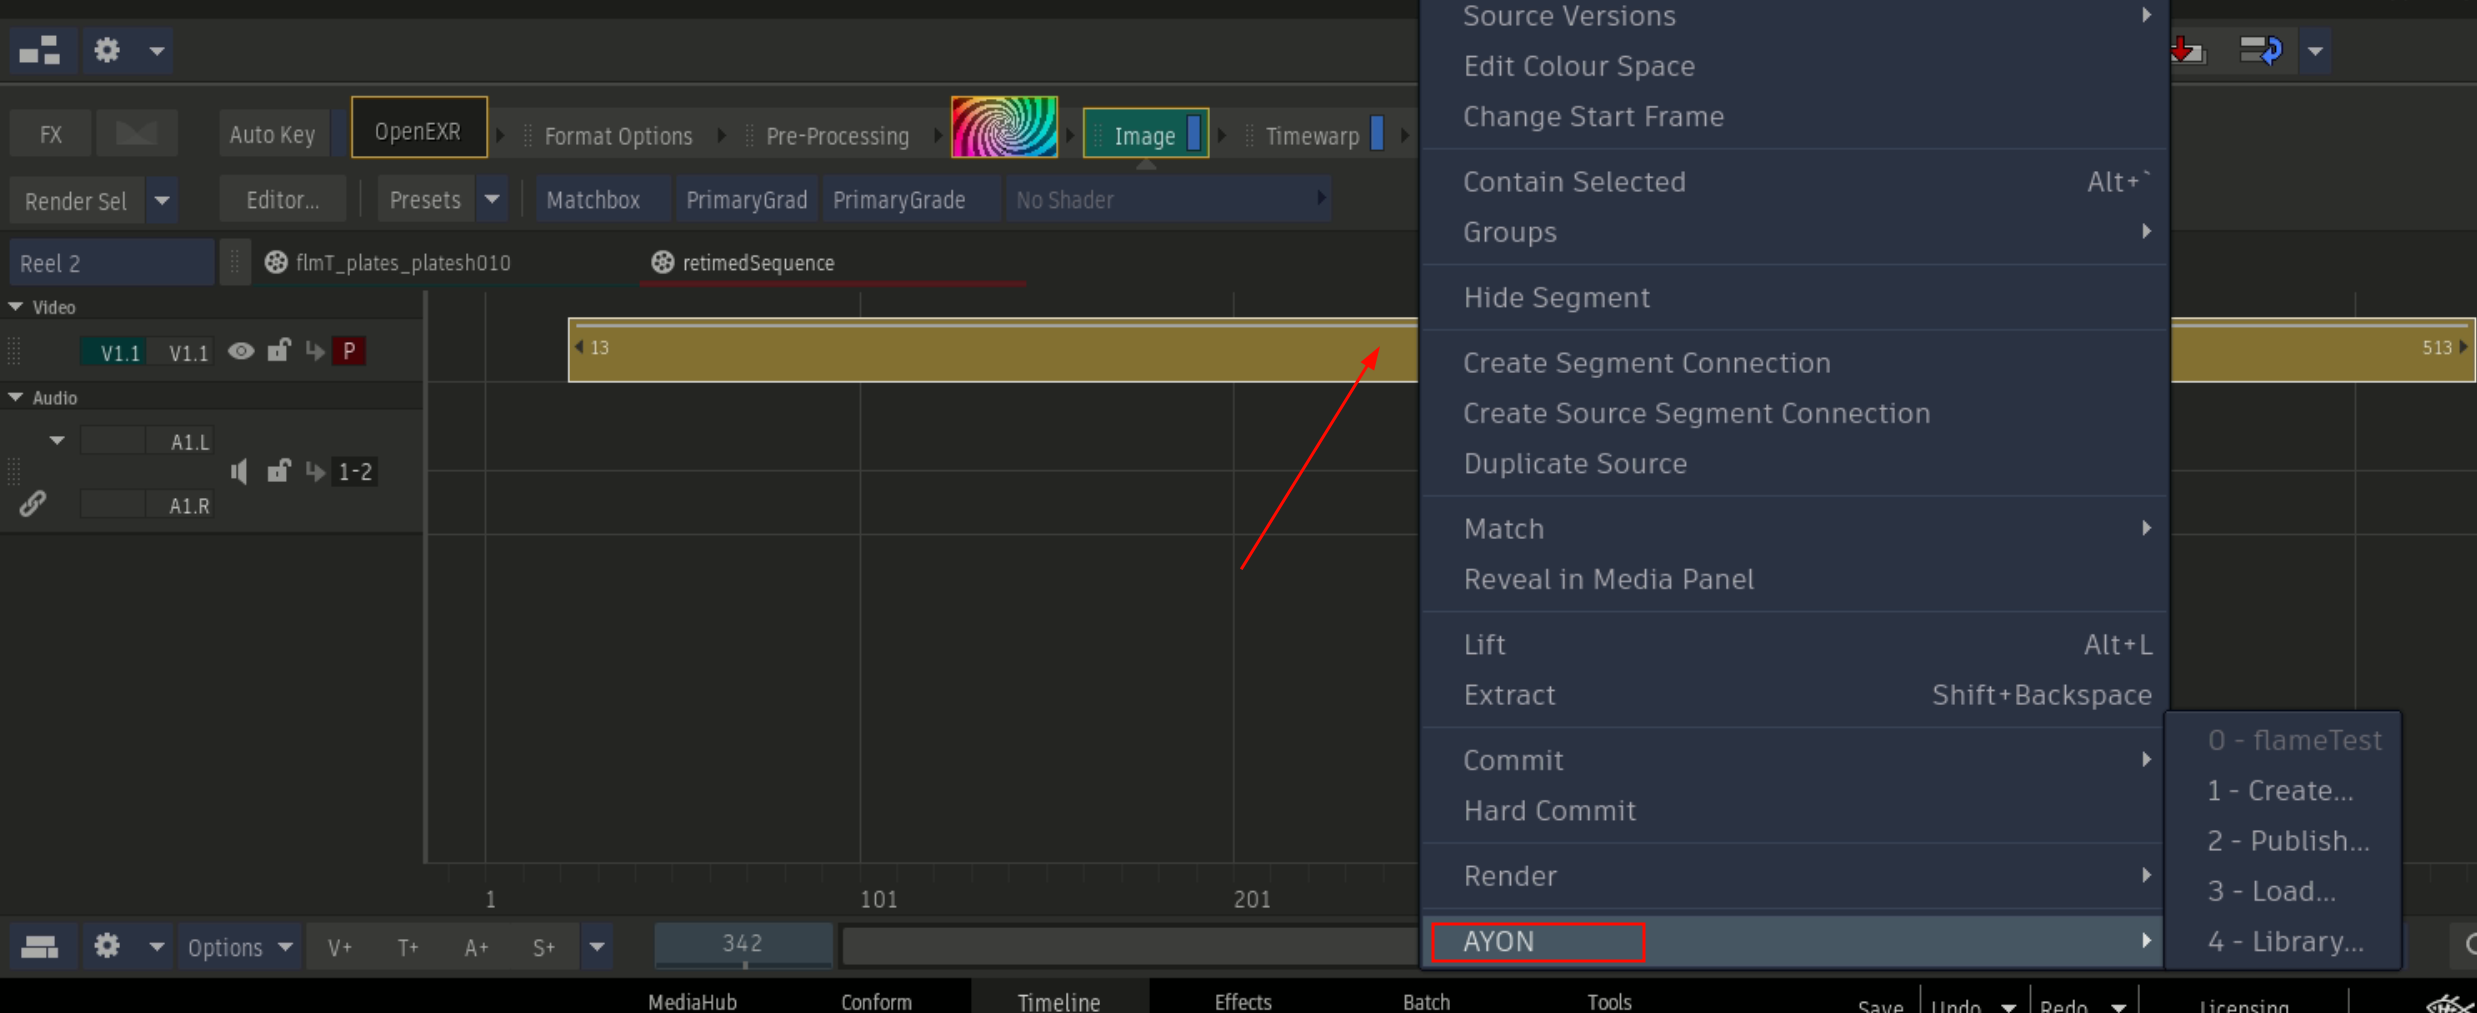 Source Versions
Edit Colour Space
Change Start Frame
FX
Auto Key
OpenEXR
Format Options
Pre-Processing
Image
Timewarp
Render Sel
Editor...
Presets
Matchbox
PrimaryGrad
PrimaryGrade
No Shader
Contain Selected Alt+`
Groups
Reel 2
flmT_plates_platesh010
retimedSequence
Hide Segment
Video
V1.1 V1.1 P
13
513
Create Segment Connection
Create Source Segment Connection
Duplicate Source
Audio
A1.L
1-2
A1.R
Match
Reveal in Media Panel
Lift Alt+L
Extract Shift+Backspace
Commit
Hard Commit
Render
AYON
0 - flameTest
1 - Create...
2 - Publish...
3 - Load...
4 - Library...
1 101 201
Options V+ T+ A+ S+ 342
MediaHub Conform Timeline Effects Batch Tools Save Undo Redo Licensing